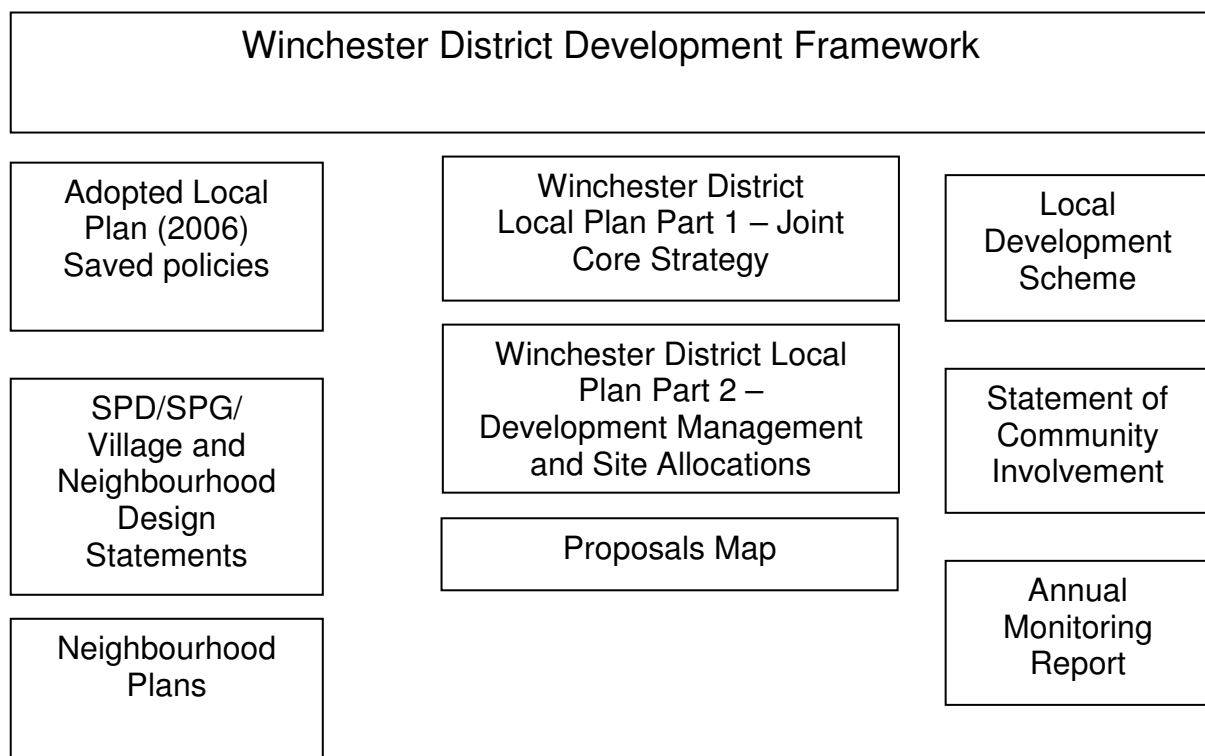 Winchester District Development Framework
Adopted Local
Plan (2006)
Saved policies
SPD/SPG/
Village and
Neighbourhood
Design
Statements
Neighbourhood
Plans
Winchester District
Local Plan Part 1 – Joint
Core Strategy
Winchester District Local
Plan Part 2 –
Development Management
and Site Allocations
Proposals Map
Local
Development
Scheme
Statement of
Community
Involvement
Annual
Monitoring
Report